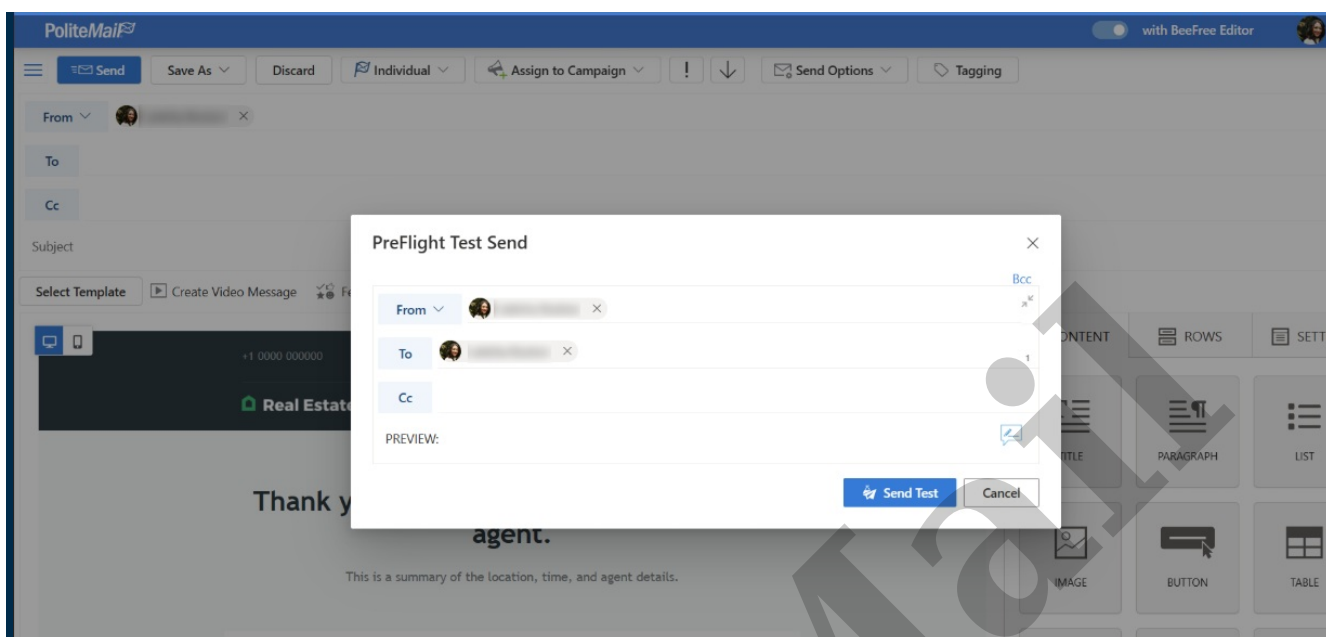 PoliteMail
with BeeFree Editor
Send Save As Discard Individual Assign to Campaign ! Send Options Tagging
From
To
Cc
Subject
Select Template Create Video Message
PreFlight Test Send
Bcc
From
To 1
Cc
PREVIEW:
Send Test Cancel
+1 0000 000000
Real Estate
Thank y
agent.
This is a summary of the location, time, and agent details.
ONTENT ROWS SETT
TITLE PARAGRAPH LIST
IMAGE BUTTON TABLE
Mail